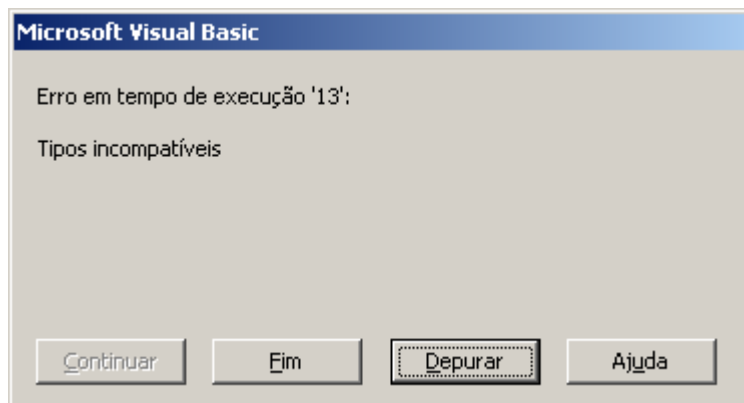 Microsoft Visual Basic
Erro em tempo de execução '13':
Tipos incompatíveis
Continuar Fim Depurar Ajuda